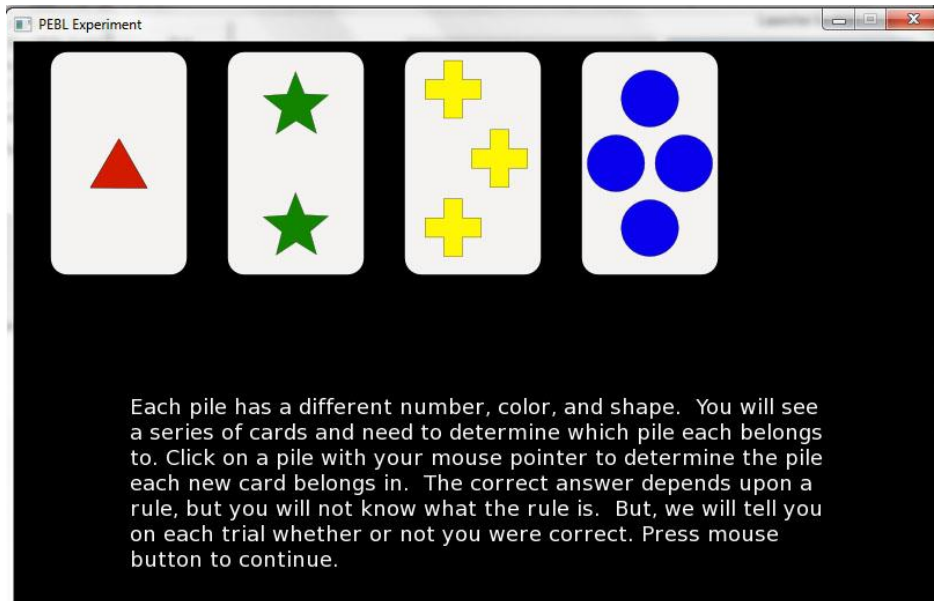 PEBL Experiment
Each pile has a different number, color, and shape.  You will see
a series of cards and need to determine which pile each belongs
to. Click on a pile with your mouse pointer to determine the pile
each new card belongs in.  The correct answer depends upon a
rule, but you will not know what the rule is.  But, we will tell you
on each trial whether or not you were correct. Press mouse
button to continue.